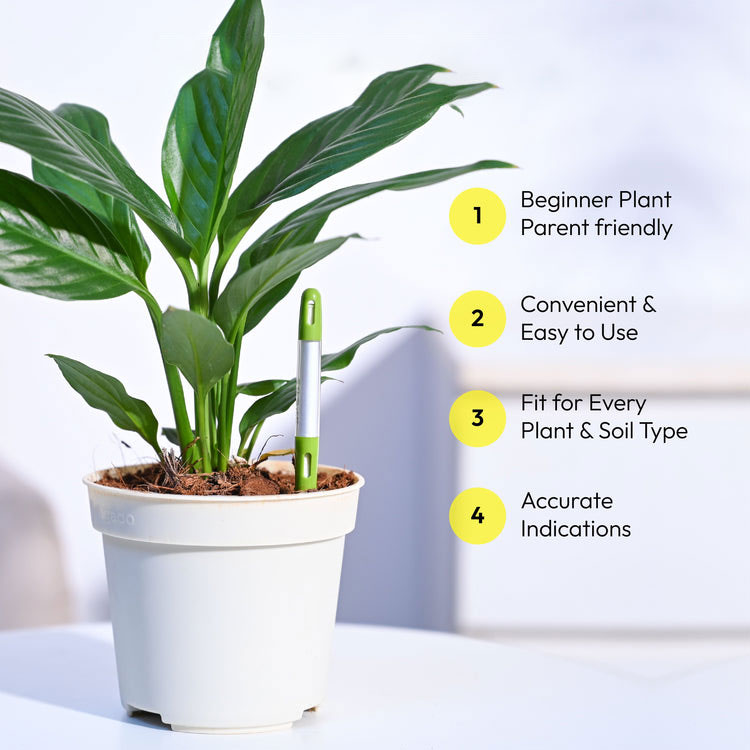 1
Beginner Plant
Parent friendly
2
Convenient &
Easy to Use
3
Fit for Every
Plant & Soil Type
4
Accurate
Indications